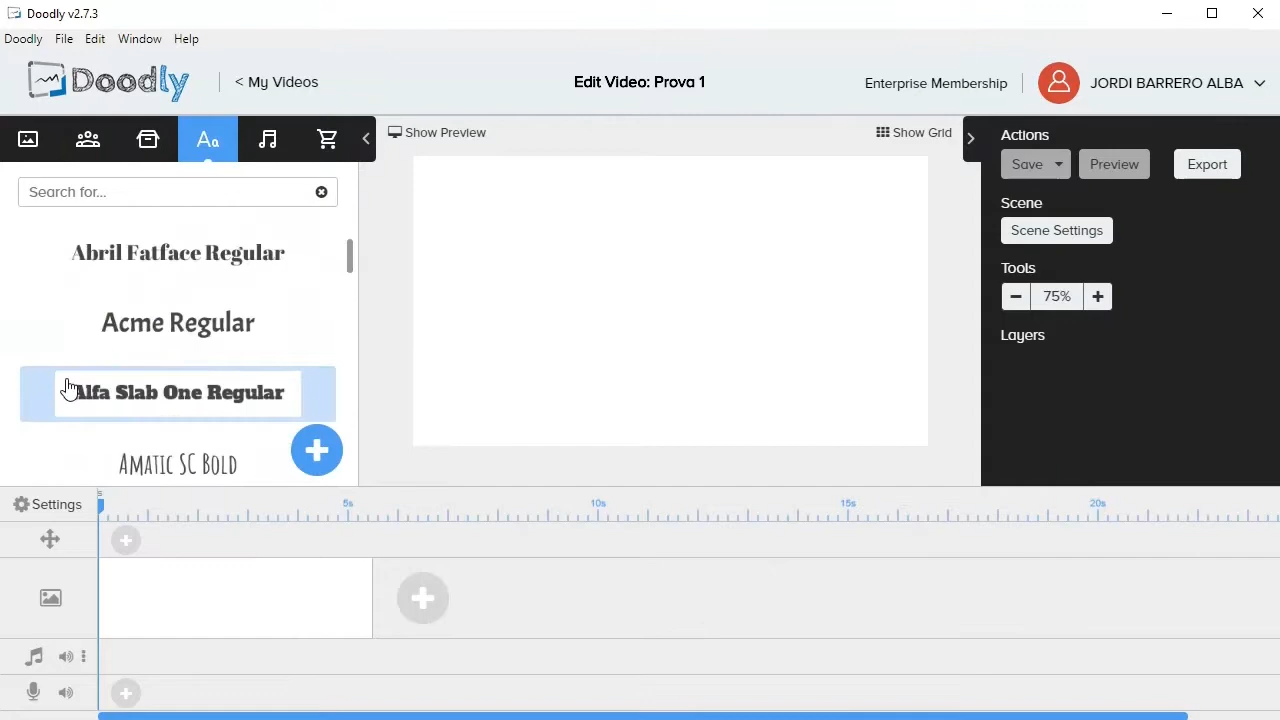 Doodly v2.7.3
Doodly File Edit Window Help
Doodly
< My Videos
Edit Video: Prova 1
Enterprise Membership
JORDI BARRERO ALBA
Aa
Show Preview
Show Grid
Search for...
Abril Fatface Regular
Acme Regular
Alfa Slab One Regular
Amatic SC Bold
Actions
Save
Preview
Export
Scene
Scene Settings
Tools
75%
Layers
Settings
s
5s
10s
15s
20s